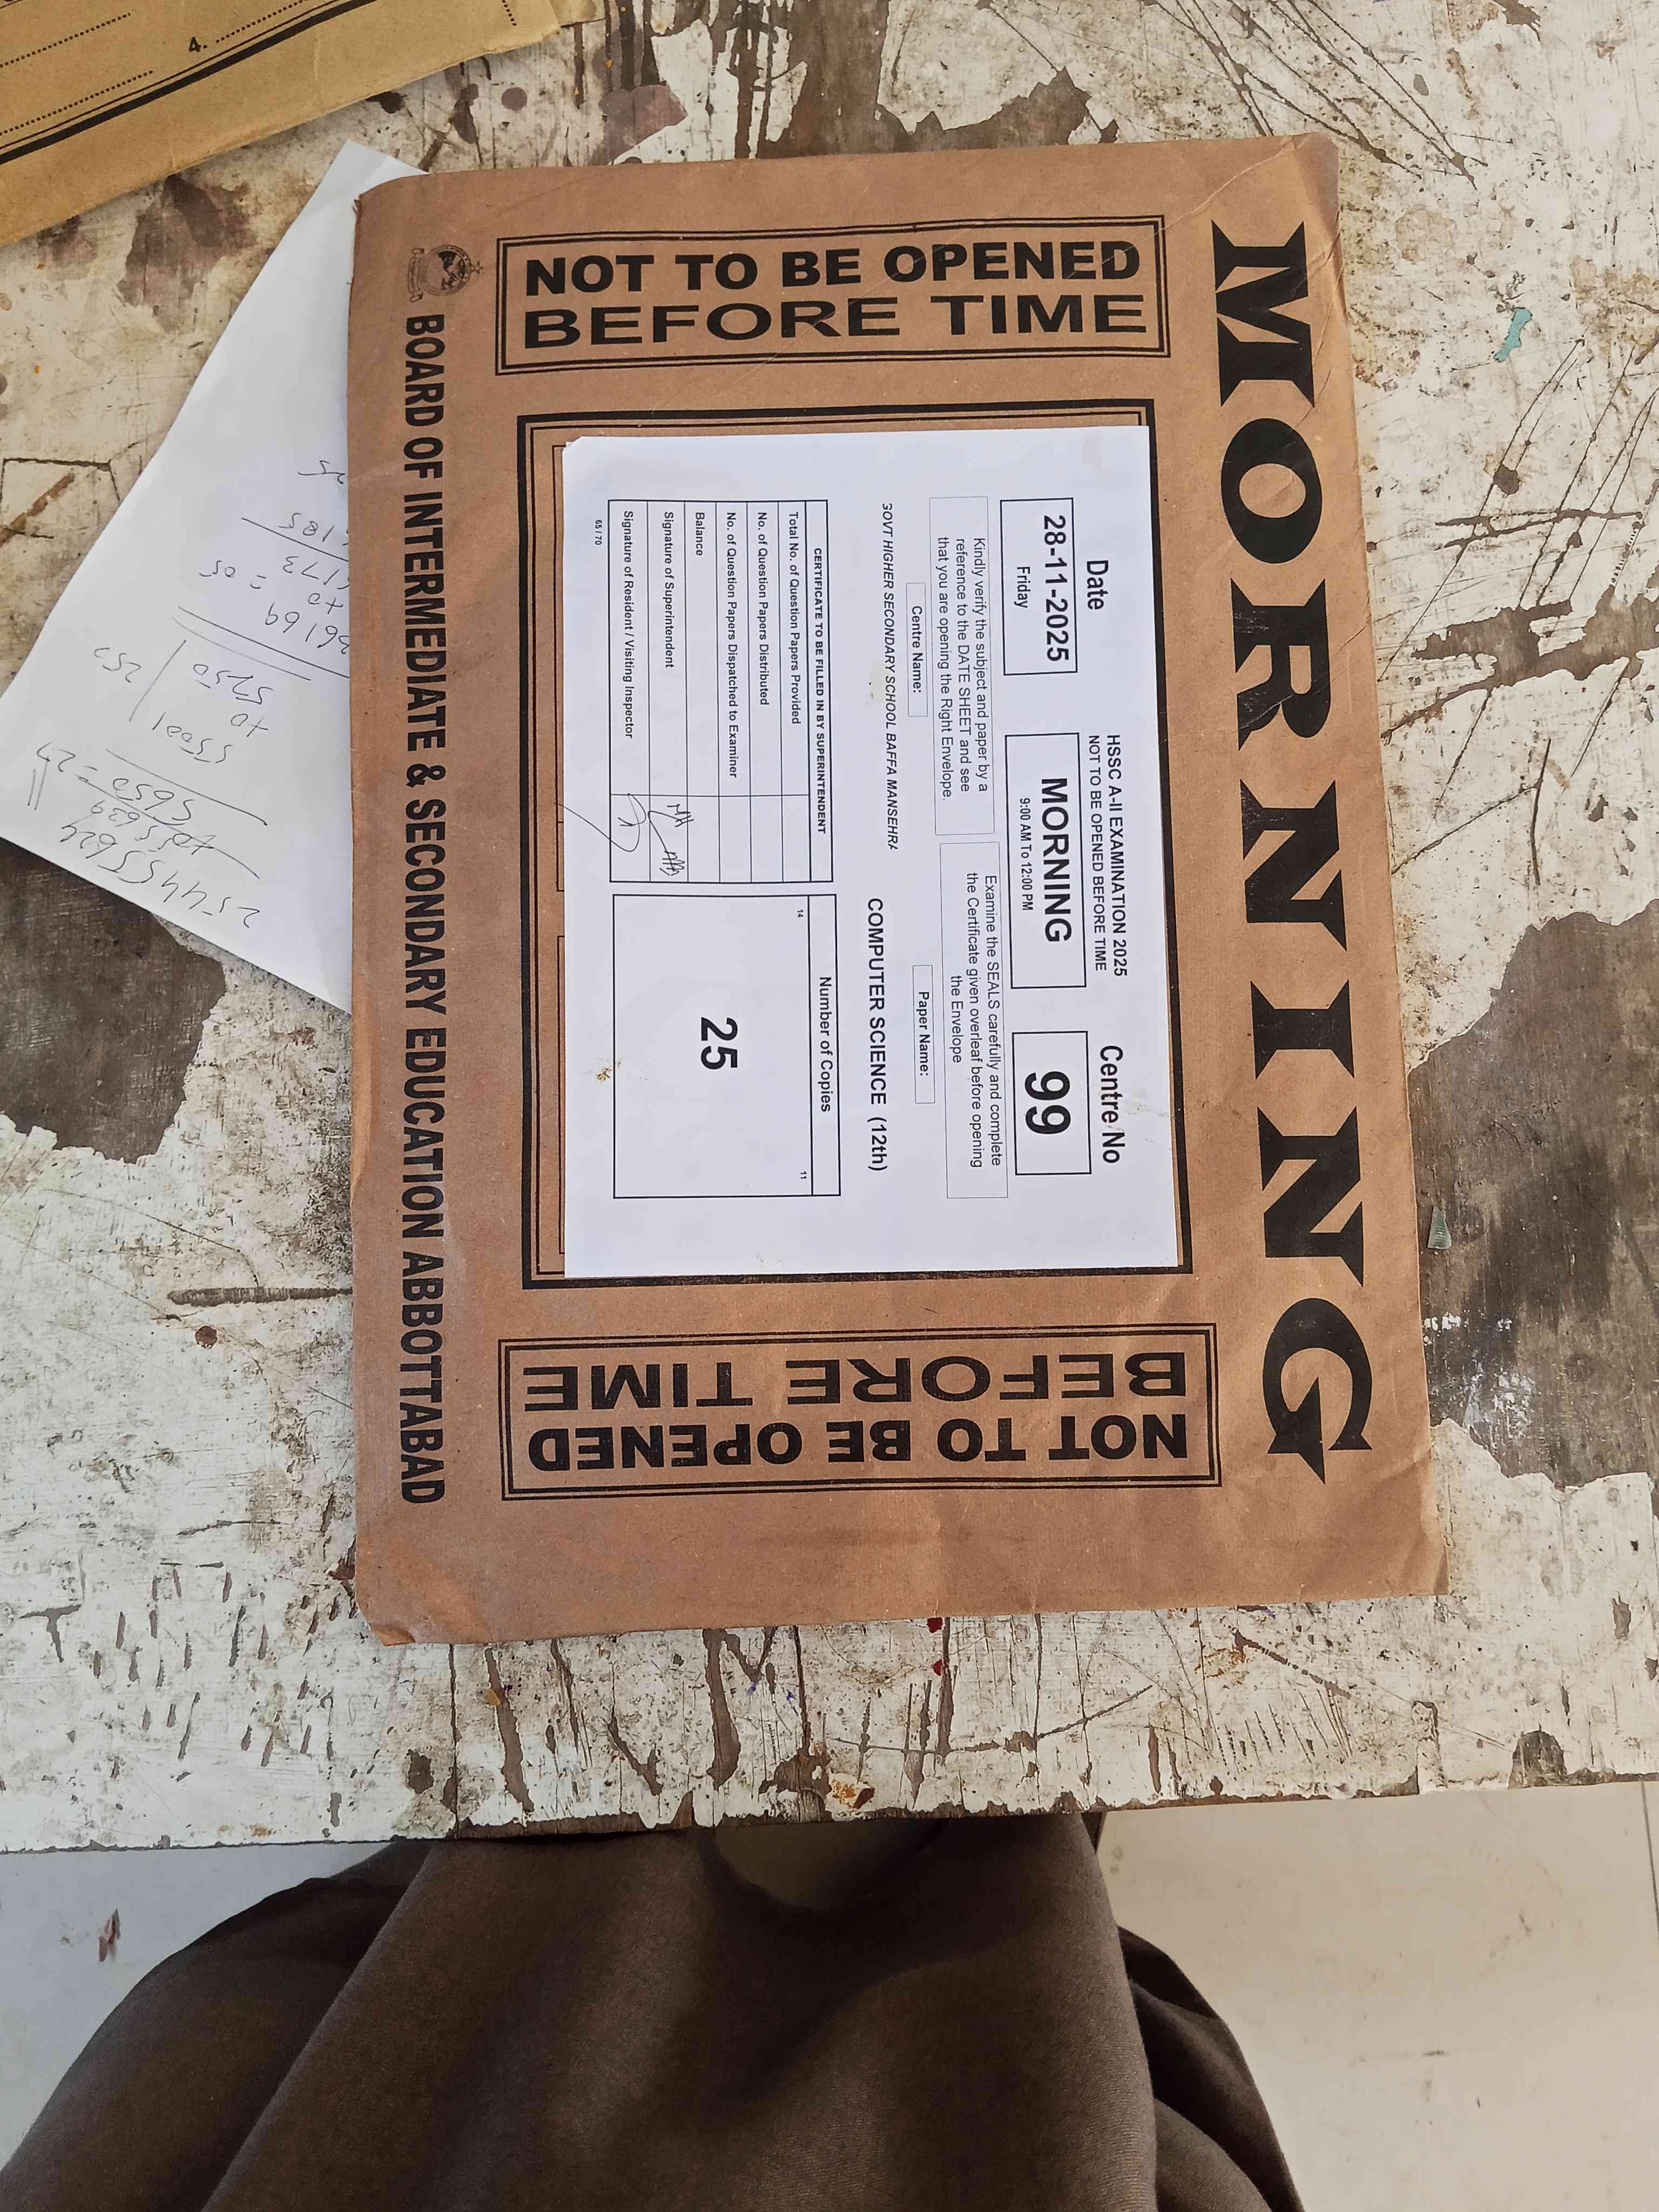 MORNING
NOT TO BE OPENED
BEFORE TIME
HSSC A-II EXAMINATION 2025
NOT TO BE OPENED BEFORE TIME
Date
28-11-2025
Friday
MORNING
9:00 AM To 12:00 PM
Centre No
99
Kindly verify the subject and paper by a
reference to the DATE SHEET and see
that you are opening the Right Envelope.
Examine the SEALS carefully and complete
the Certificate given overleaf before opening
the Envelope
Centre Name:
Paper Name:
GOVT HIGHER SECONDARY SCHOOL BAFFA MANSEHRA
COMPUTER SCIENCE (12th)
CERTIFICATE TO BE FILLED IN BY SUPERINTENDENT
Total No. of Question Papers Provided
No. of Question Papers Distributed
No. of Question Papers Dispatched to Examiner
Balance
Signature of Superintendent
Signature of Resident / Visiting Inspector
Number of Copies
14
11
25
65 / 70
NOT TO BE OPENED
BEFORE TIME
BOARD OF INTERMEDIATE & SECONDARY EDUCATION ABBOTTABAD
4.